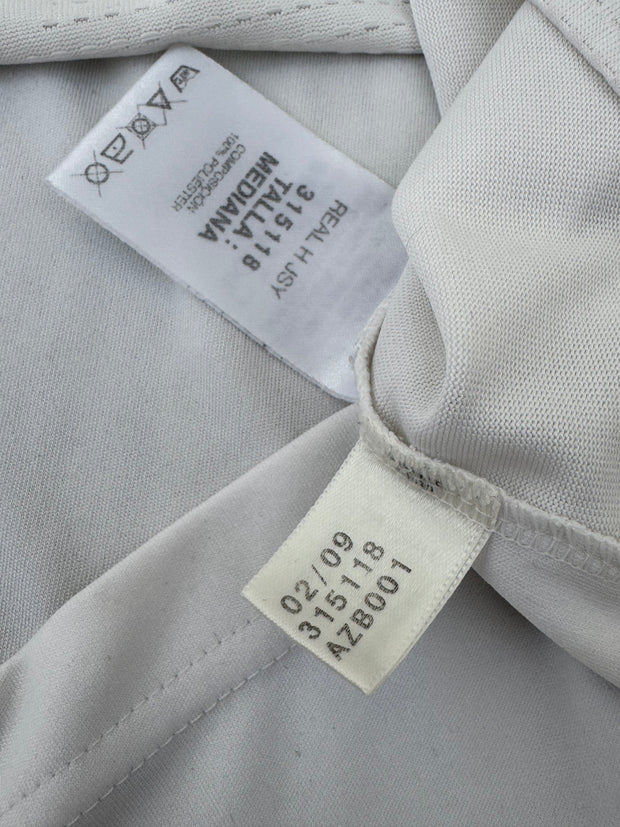 REAL H JSY
315118
TALLA:
MEDIANA
COMPOSICION
100% POLIESTER
02/09
315118
AZB001